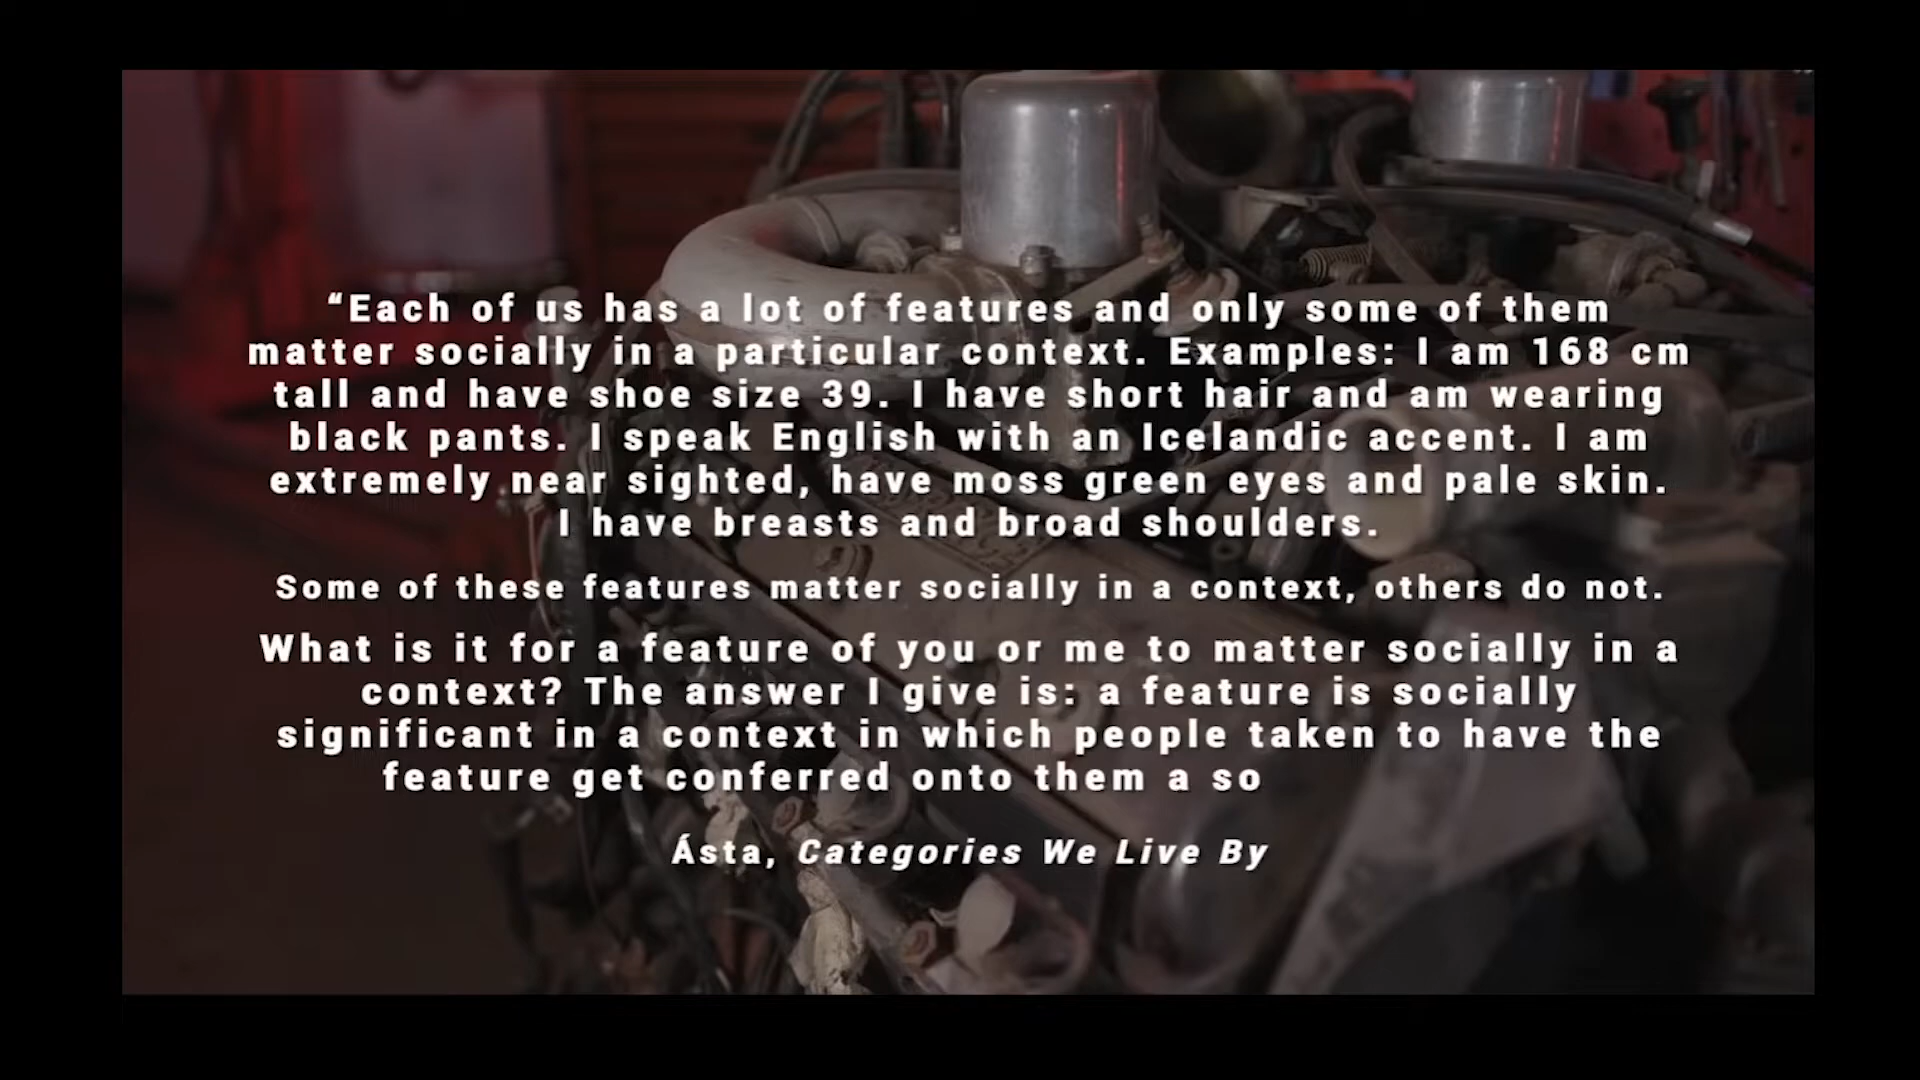 “Each of us has a lot of features and only some of them
matter socially in a particular context. Examples: I am 168 cm
tall and have shoe size 39. I have short hair and am wearing
black pants. I speak English with an Icelandic accent. I am
extremely near sighted, have moss green eyes and pale skin.
I have breasts and broad shoulders.
Some of these features matter socially in a context, others do not.
What is it for a feature of you or me to matter socially in a
context? The answer I give is: a feature is socially
significant in a context in which people taken to have the
feature get conferred onto them a so
Ásta, Categories We Live By